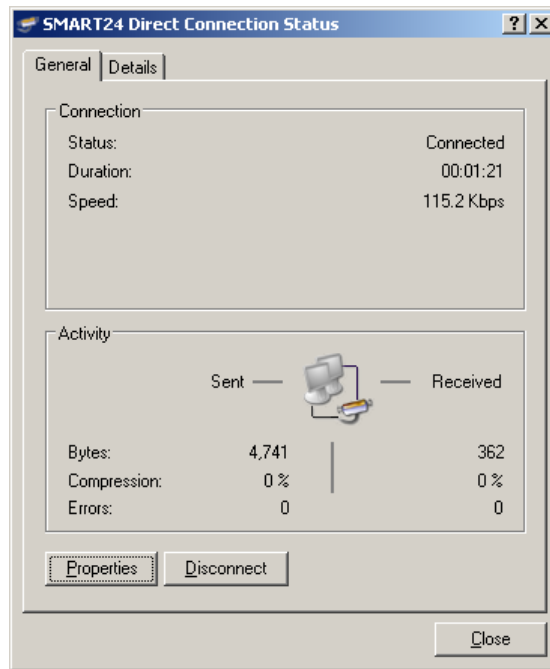 SMART24 Direct Connection Status
General Details
Connection
Status: Connected
Duration: 00:01:21
Speed: 115.2 Kbps
Activity
Sent Received
Bytes: 4,741 362
Compression: 0 % 0 %
Errors: 0 0
Properties Disconnect
Close